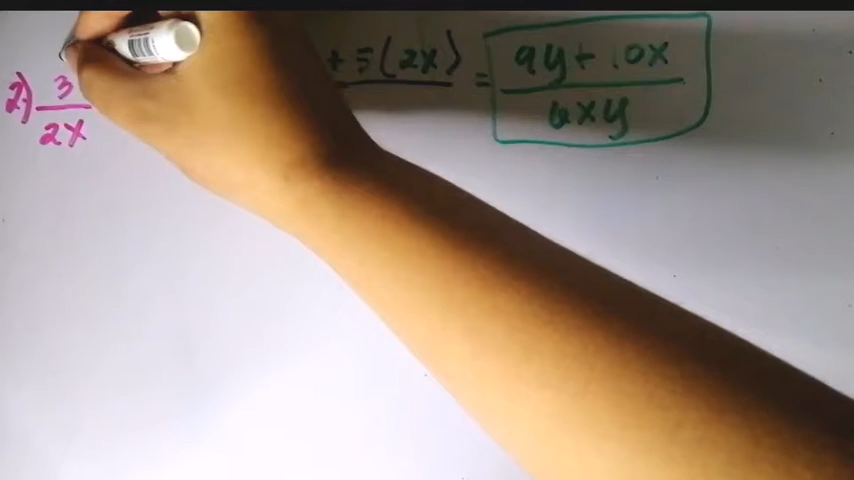 2.) 3/2x + 5(2x) = 9y + 10x/6xy